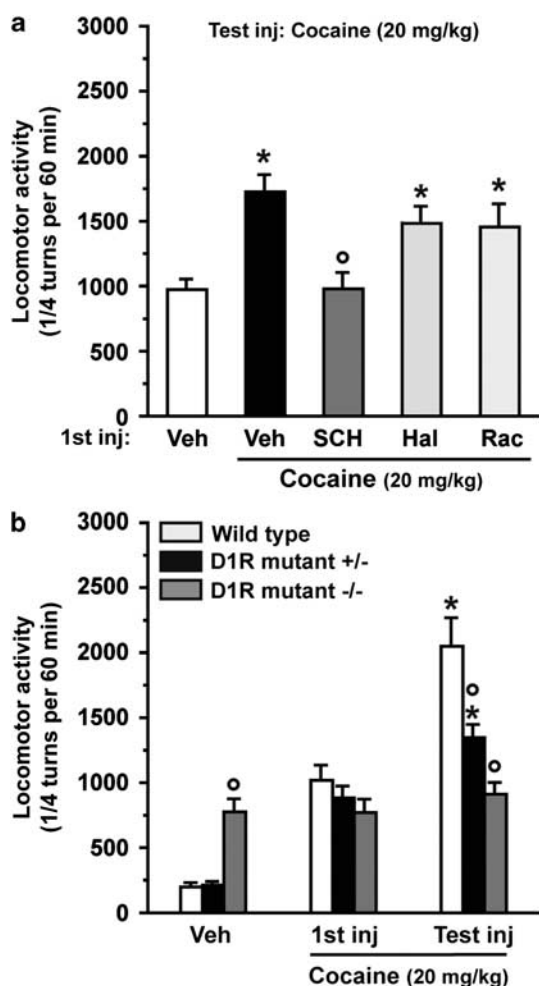 a
Test inj: Cocaine (20 mg/kg)
Locomotor activity
(1/4 turns per 60 min)
3000
2500
2000
1500
1000
500
0
*
°
*
*
1st inj: Veh Veh SCH Hal Rac
Cocaine (20 mg/kg)
b
Locomotor activity
(1/4 turns per 60 min)
3000
2500
2000
1500
1000
500
0
Wild type
D1R mutant +/-
D1R mutant -/-
°
*
°
*
°
Veh 1st inj Test inj
Cocaine (20 mg/kg)